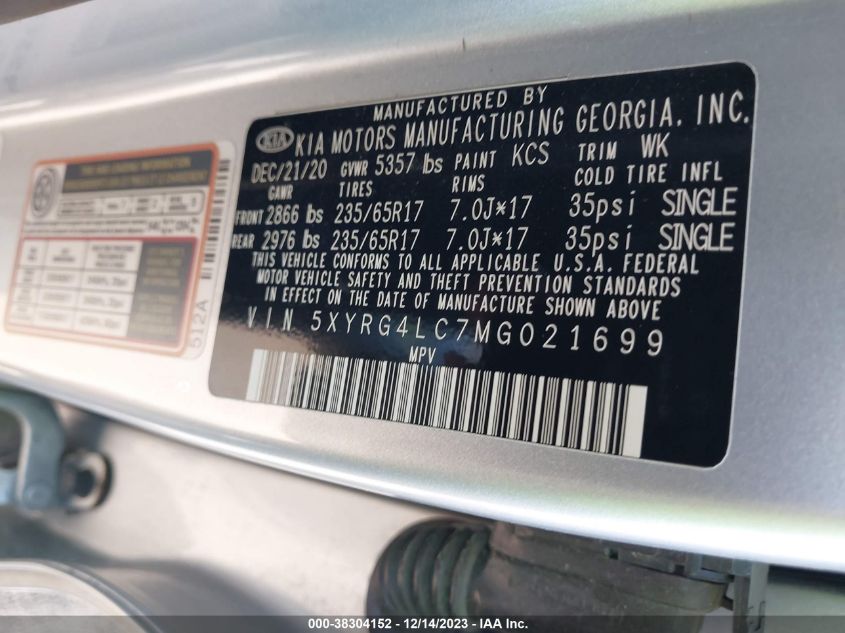 MANUFACTURED BY
KIA KIA MOTORS MANUFACTURING GEORGIA, INC.
DEC/21/20 GVWR 5357 lbs PAINT KCS TRIM WK
GAWR TIRES RIMS COLD TIRE INFL
FRONT 2866 lbs 235/65R17 7.0J*17 35psi SINGLE
REAR 2976 lbs 235/65R17 7.0J*17 35psi SINGLE
THIS VEHICLE CONFORMS TO ALL APPLICABLE U.S.A. FEDERAL
MOTOR VEHICLE SAFETY AND THEFT PREVENTION STANDARDS
IN EFFECT ON THE DATE OF MANUFACTURE SHOWN ABOVE
VIN 5XYRG4LC7MG021699
MPV
512A
000-38304152 - 12/14/2023 - IAA Inc.